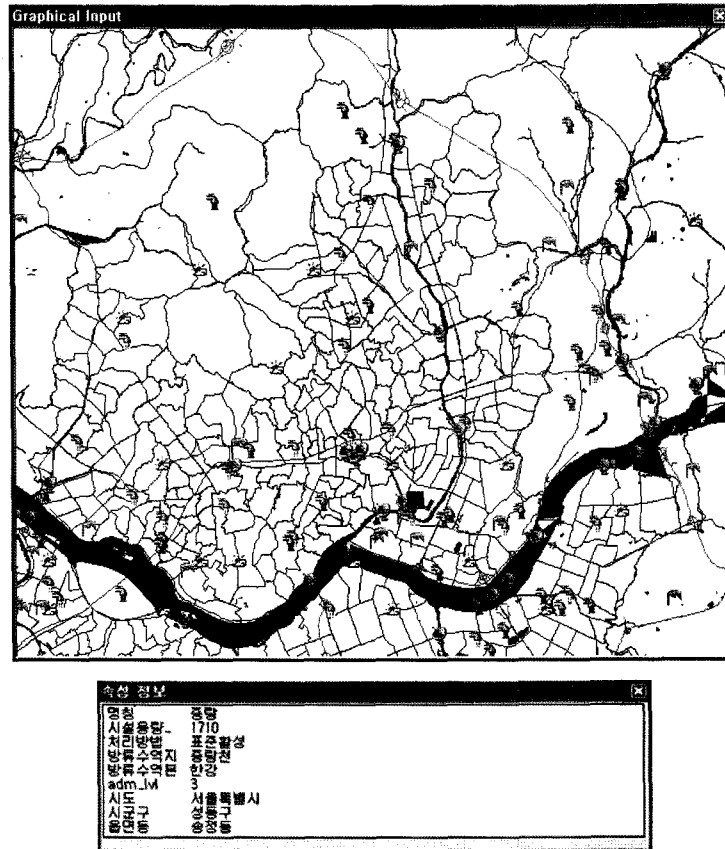 Graphical Input
속성 정보
명칭 중랑
시설용량_ 1710
처리방법 표준활성
방류수역지 중랑천
방류수역본 한강
adm_lvl 3
시도 서울특별시
시군구 성동구
읍면동 송정동